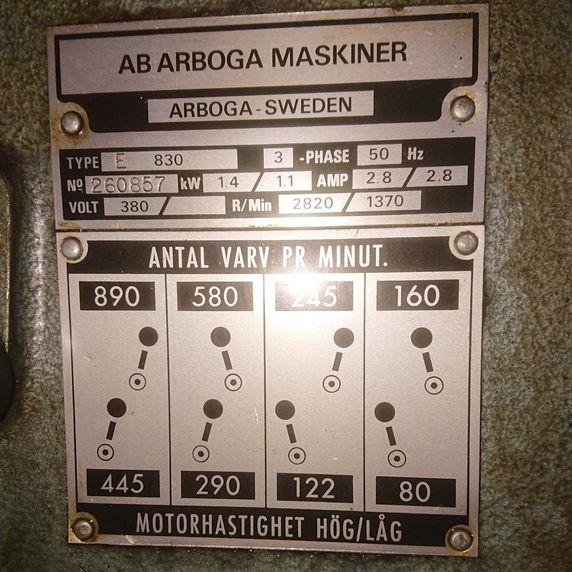 AB ARBOGA MASKINER
ARBOGA-SWEDEN
TYPE E 830 3 -PHASE 50 Hz
No 260857 kW 1.4 / 1.1 AMP 2.8 / 2.8
VOLT 380 / R/Min 2820 / 1370
ANTAL VARV PR MINUT.
890 580 245 160
445 290 122 80
MOTORHASTIGHET HÖG/LÅG